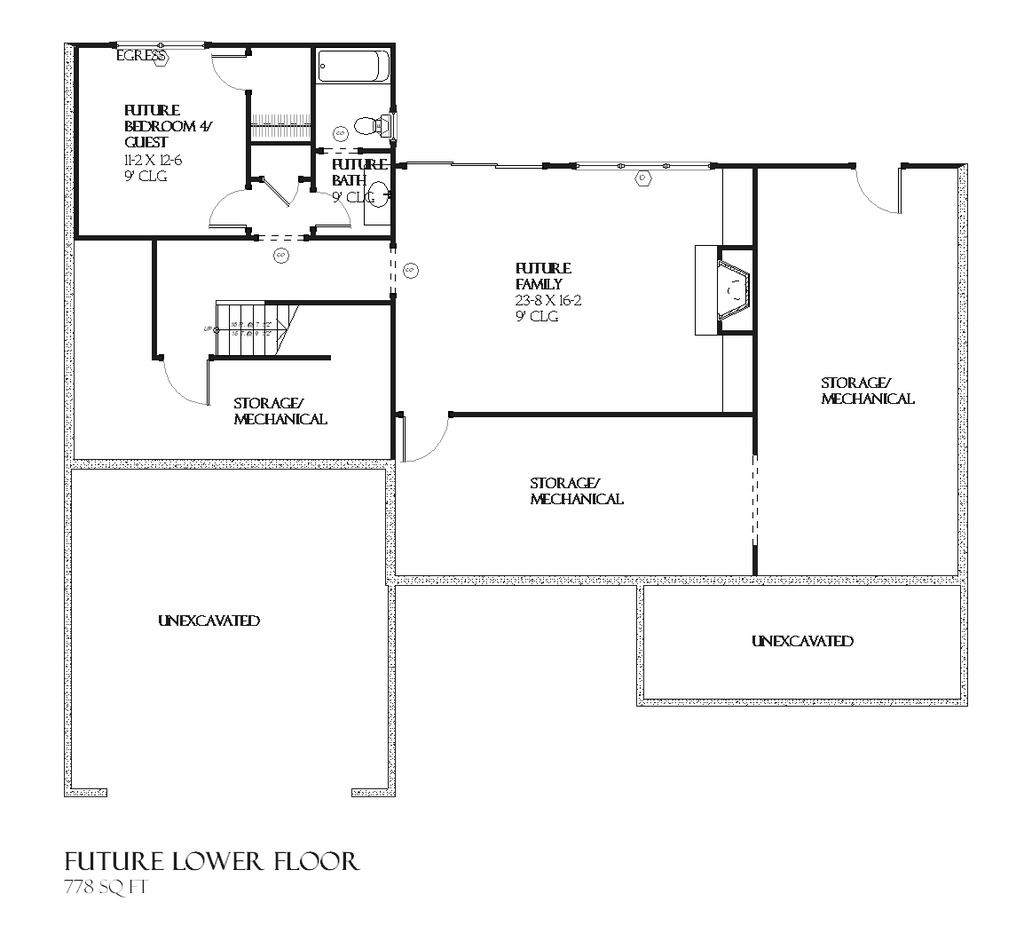 EGRESS
FUTURE
BEDROOM 4/
GUEST
11-2 X 12-6
9' CLG
FUTURE
BATH
9' CLG
FUTURE
FAMILY
23-8 X 16-2
9' CLG
UP
STORAGE/
MECHANICAL
STORAGE/
MECHANICAL
STORAGE/
MECHANICAL
UNEXCAVATED
UNEXCAVATED
FUTURE LOWER FLOOR
778 SQ FT